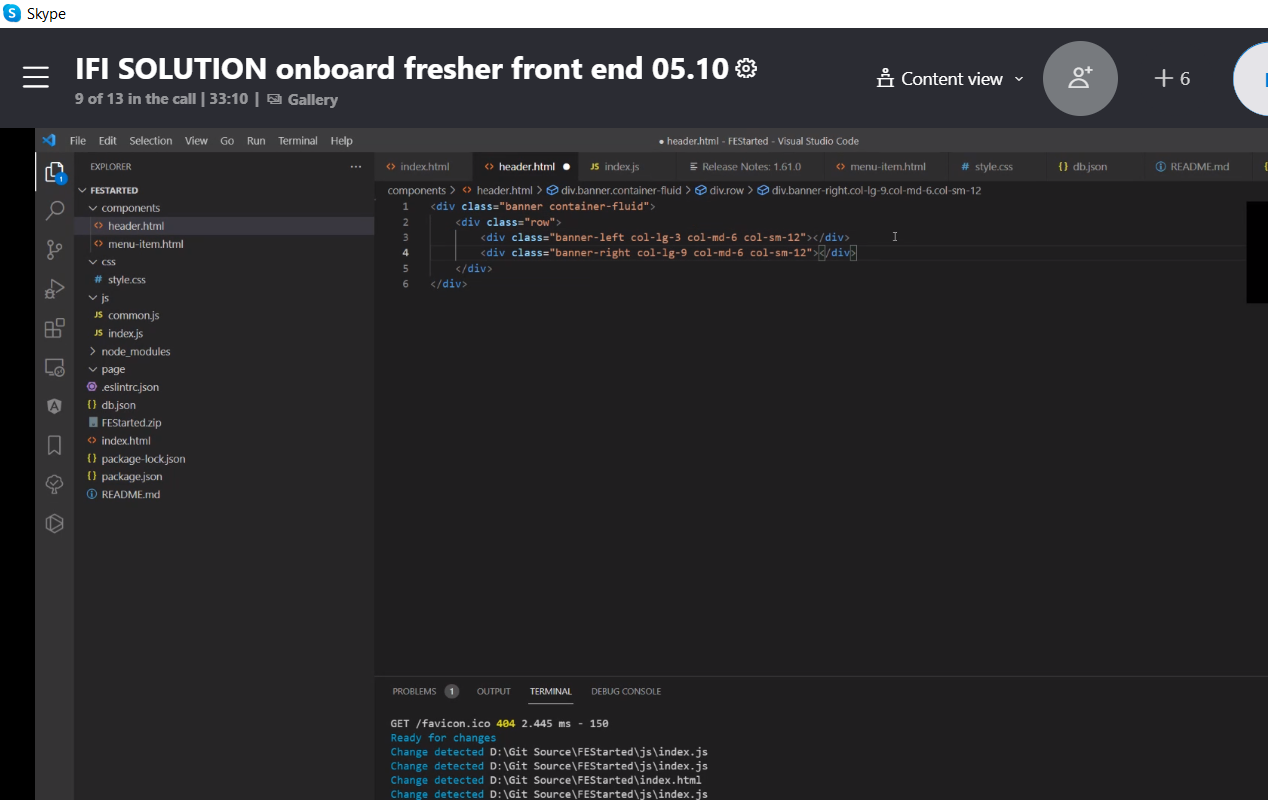 Skype
IFI SOLUTION onboard fresher front end 05.10
9 of 13 in the call | 33:10 | Gallery
Content view
+ 6
File Edit Selection View Go Run Terminal Help
● header.html - FEStarted - Visual Studio Code
EXPLORER ···
<> index.html <> header.html ● JS index.js Release Notes: 1.61.0 <> menu-item.html # style.css {} db.json README.md
components > <> header.html > div.banner.container-fluid > div.row > div.banner-right.col-lg-9.col-md-6.col-sm-12
1
FESTARTED
components
<> header.html
<> menu-item.html
css
# style.css
js
JS common.js
JS index.js
node_modules
page
.eslintrc.json
{} db.json
FEStarted.zip
<> index.html
{} package-lock.json
{} package.json
README.md
1 <div class="banner container-fluid">
2 <div class="row">
3 <div class="banner-left col-lg-3 col-md-6 col-sm-12"></div>
4 <div class="banner-right col-lg-9 col-md-6 col-sm-12"></div>
5 </div>
6 </div>
PROBLEMS 1 OUTPUT TERMINAL DEBUG CONSOLE
GET /favicon.ico 404 2.445 ms - 150
Ready for changes
Change detected D:\Git Source\FEStarted\js\index.js
Change detected D:\Git Source\FEStarted\js\index.js
Change detected D:\Git Source\FEStarted\index.html
Change detected D:\Git Source\FEStarted\js\index.js